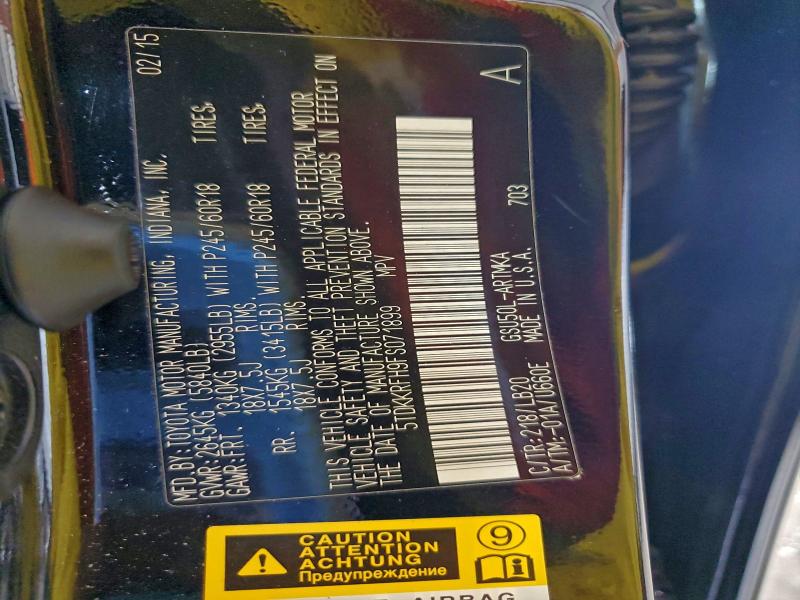 MFD.BY:TOYOTA MOTOR MANUFACTURING, INDIANA, INC. 02/15
GVWR:2645KG (5840LB)
GAWR:FRT. 1340KG (2955LB) WITH P245/60R18 TIRES.
18X7.5J RIMS.
RR. 1545KG (3415LB) WITH P245/60R18 TIRES.
18X7.5J RIMS.
THIS VEHICLE CONFORMS TO ALL APPLICABLE FEDERAL MOTOR
VEHICLE SAFETY AND THEFT PREVENTION STANDARDS IN EFFECT ON
THE DATE OF MANUFACTURE SHOWN ABOVE.
5TDKKRFH9FS071899 MPV
A
C/TR:218/LB20 GSU50L-ARTMKA 703
A/TM:-01A/U660E MADE IN U.S.A.
CAUTION
ATTENTION
ACHTUNG
Предупреждение
9
i
AIRBAG